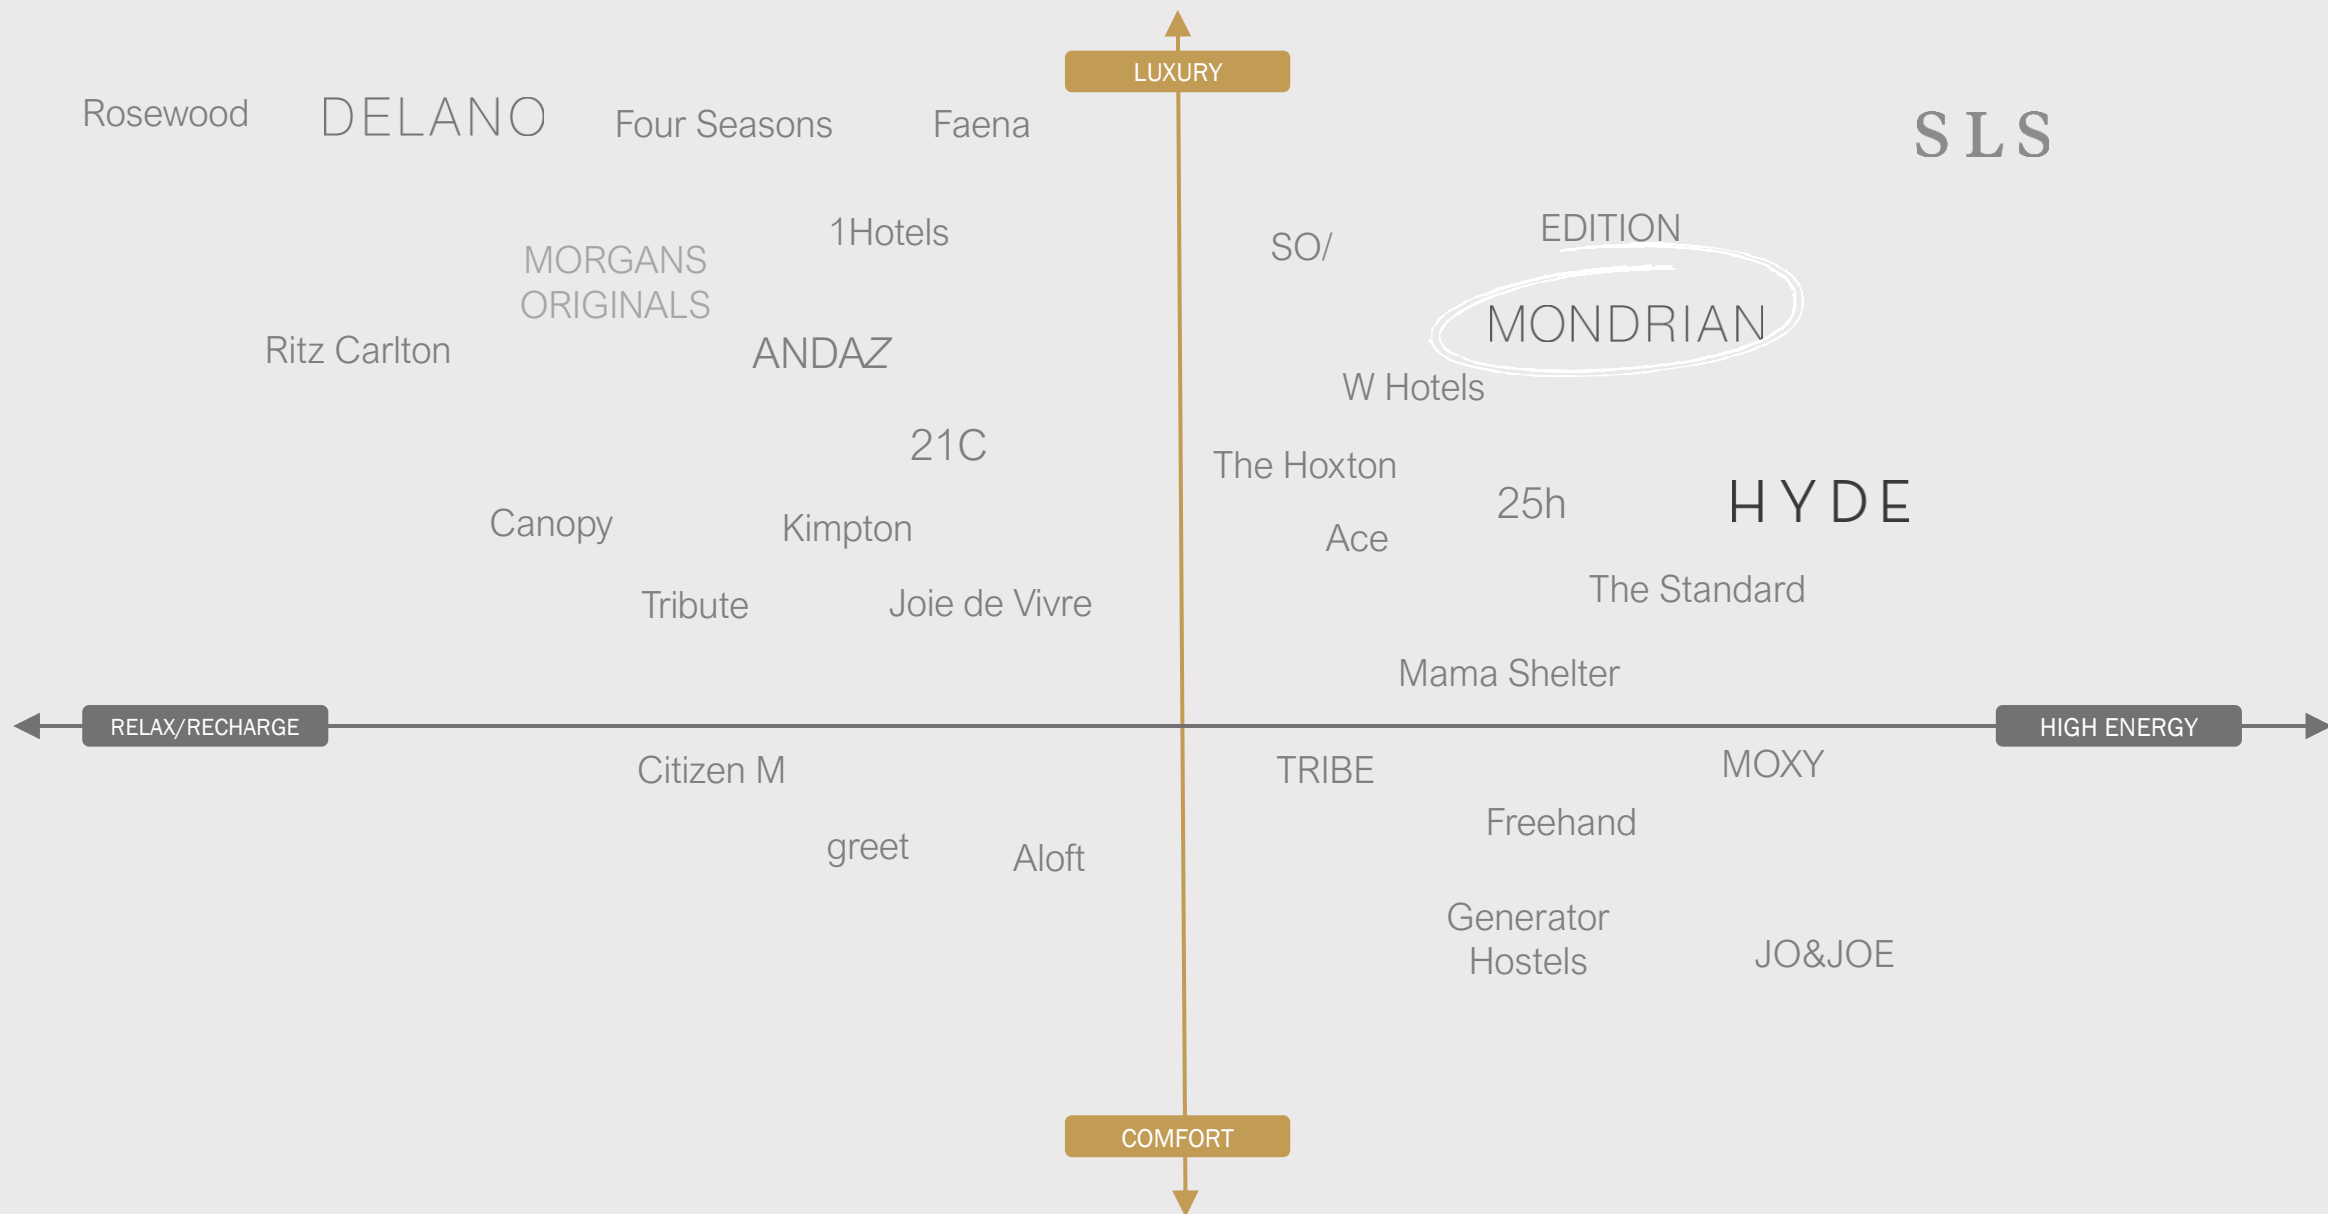 LUXURY
Rosewood
DELANO
Four Seasons
Faena
SLS
1Hotels
SO/
EDITION
MORGANS
ORIGINALS
MONDRIAN
Ritz Carlton
ANDAZ
W Hotels
21C
The Hoxton
25h
HYDE
Canopy
Kimpton
Ace
Tribute
Joie de Vivre
The Standard
Mama Shelter
RELAX/RECHARGE
HIGH ENERGY
Citizen M
TRIBE
MOXY
greet
Aloft
Freehand
Generator
Hostels
JO&JOE
COMFORT